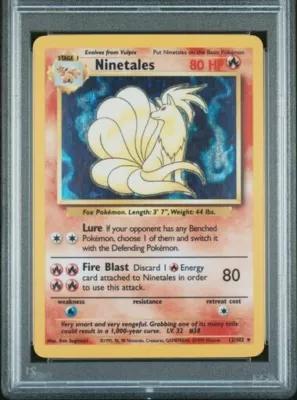 STAGE 1
Evolves from Vulpix
Put Ninetales on the Basic Pokémon
Ninetales
80 HP
Fox Pokémon. Length: 3' 7", Weight: 44 lbs.
Lure If your opponent has any Benched
Pokémon, choose 1 of them and switch it
with the Defending Pokémon.
Fire Blast Discard 1 Energy
card attached to Ninetales in order
to use this attack.
80
weakness
resistance
retreat cost
Very smart and very vengeful. Grabbing one of its many tails
could result in a 1,000-year curse. LV. 32 #38
Illus. Ken Sugimori
12/102